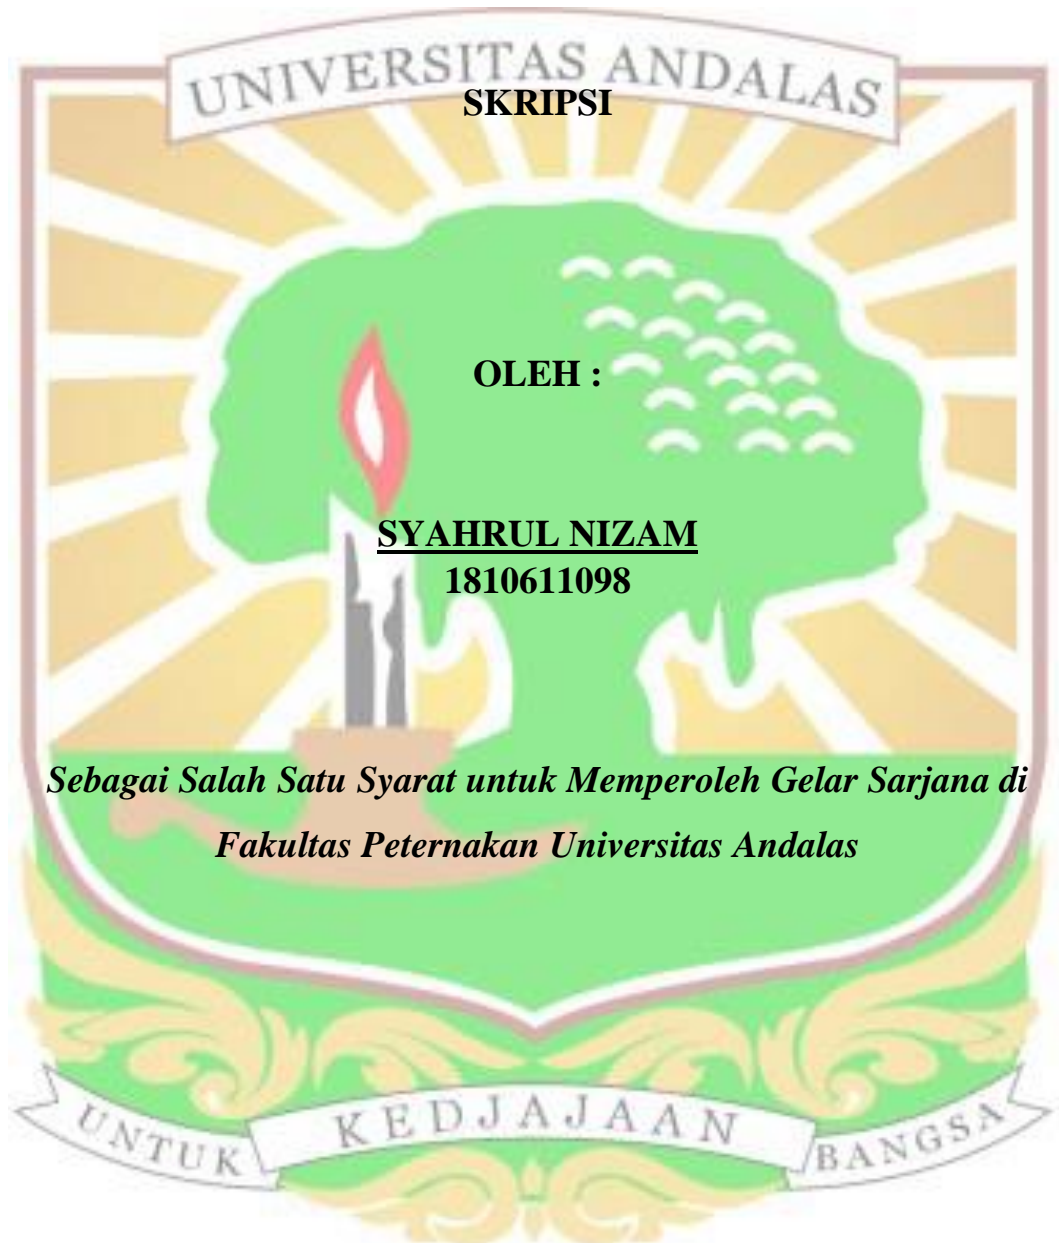 UNIVERSITAS ANDALAS
SKRIPSI
OLEH :
SYAHRUL NIZAM
1810611098
Sebagai Salah Satu Syarat untuk Memperoleh Gelar Sarjana di
Fakultas Peternakan Universitas Andalas
UNTUK KEDJAJAAN BANGSA